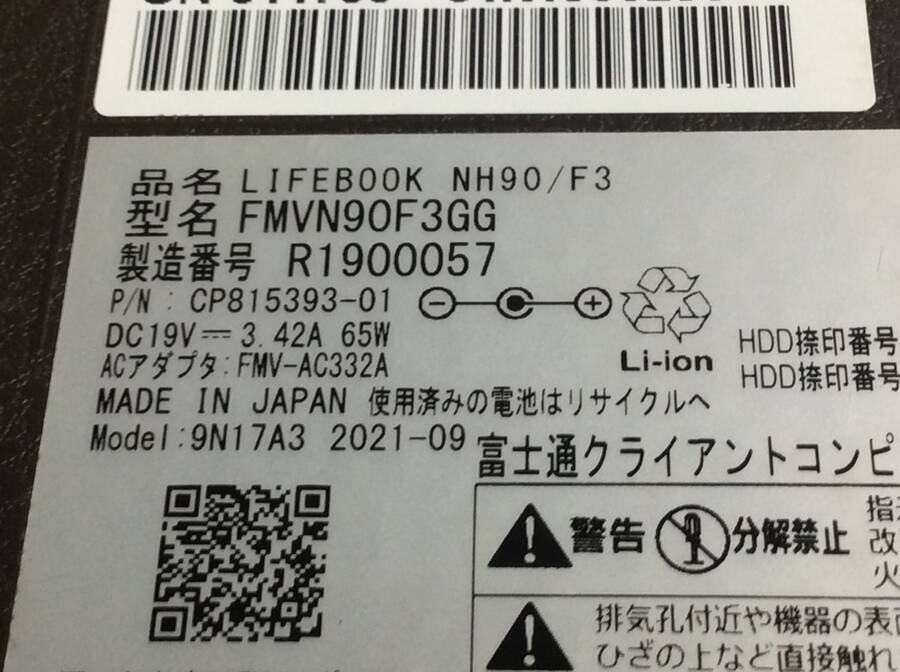 品名 LIFEBOOK NH90/F3
型名 FMVN90F3GG
製造番号 R1900057
P/N : CP815393-01
DC19V⎓3.42A 65W
ACアダプタ:FMV-AC332A
Li-ion
HDD捺印番号
HDD捺印番号
MADE IN JAPAN 使用済みの電池はリサイクルへ
Model:9N17A3 2021-09
富士通クライアントコンピ
警告 分解禁止
指
改
火
排気孔付近や機器の表
ひざの上など直接触れ